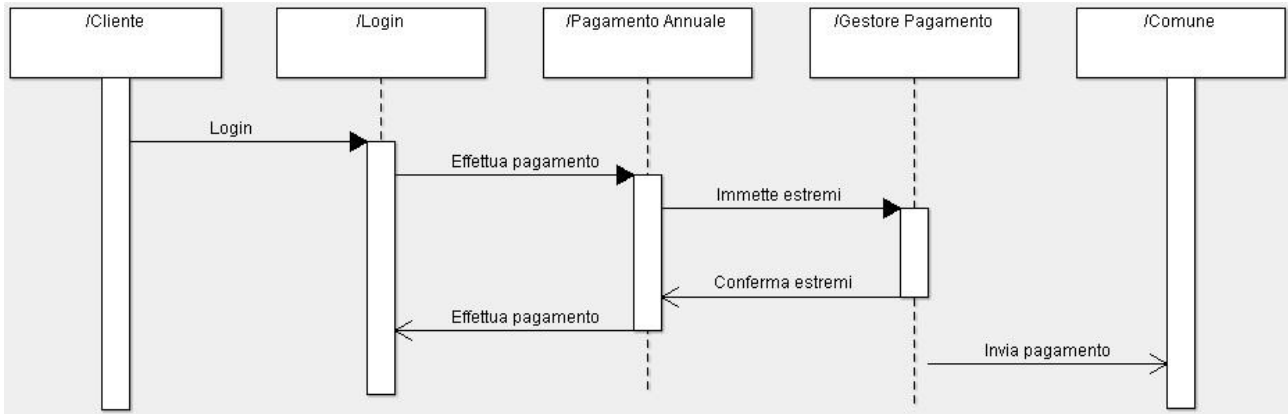 /Cliente
/Login
/Pagamento Annuale
/Gestore Pagamento
/Comune
Login
Effettua pagamento
Immette estremi
Conferma estremi
Effettua pagamento
Invia pagamento